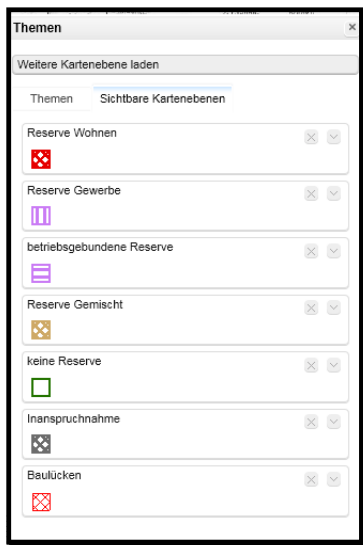 Themen
Weitere Kartenebene laden
Themen Sichtbare Kartenebenen
Reserve Wohnen
Reserve Gewerbe
betriebsgebundene Reserve
Reserve Gemischt
keine Reserve
Inanspruchnahme
Baulücken